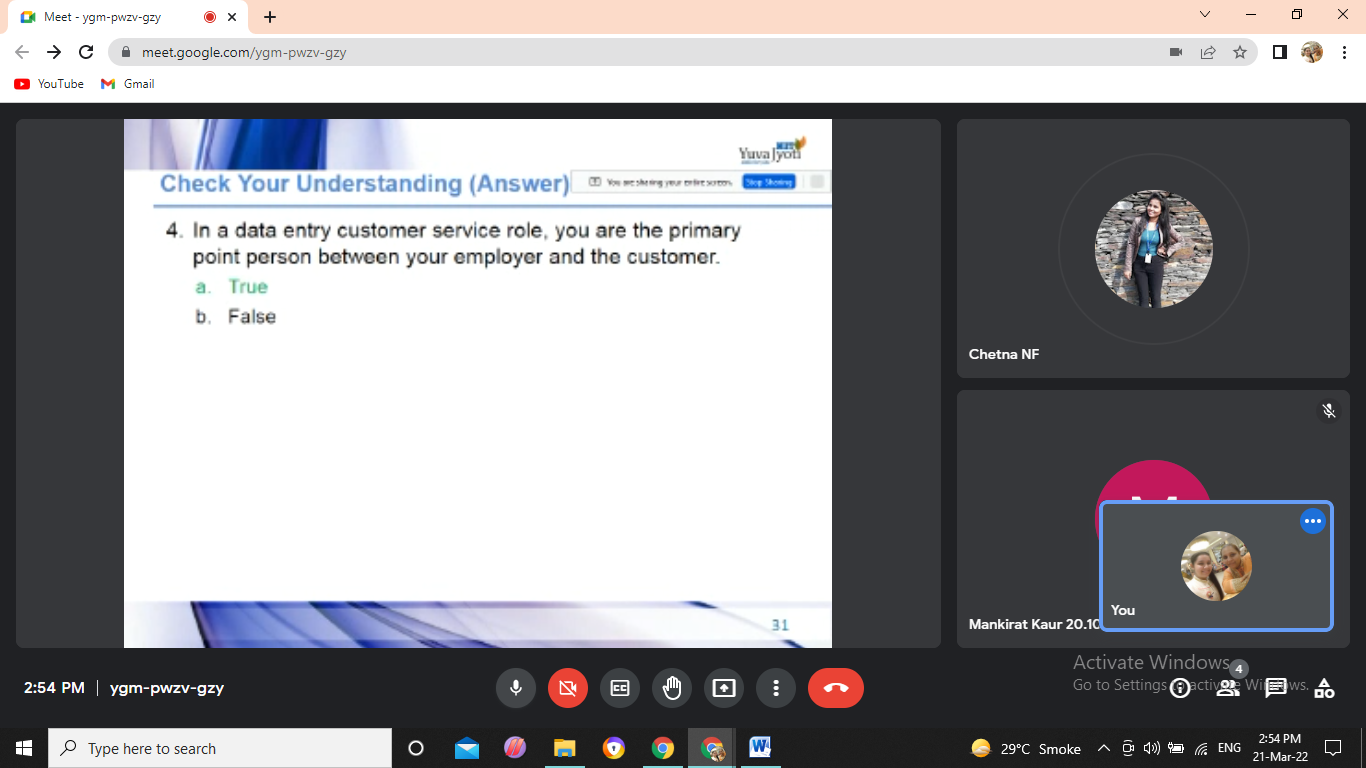 Meet - ygm-pwzv-gzy
meet.google.com/ygm-pwzv-gzy
YouTube
Gmail
Yuva Jyoti
Check Your Understanding (Answer)
You are sharing your entire screen.
Stop Sharing
4. In a data entry customer service role, you are the primary
point person between your employer and the customer.
a. True
b. False
31
Chetna NF
Mankirat Kaur 20.10
You
2:54 PM | ygm-pwzv-gzy
CC
4
Activate Windows
Go to Settings to activate Windows.
Type here to search
29°C Smoke
ENG
2:54 PM
21-Mar-22